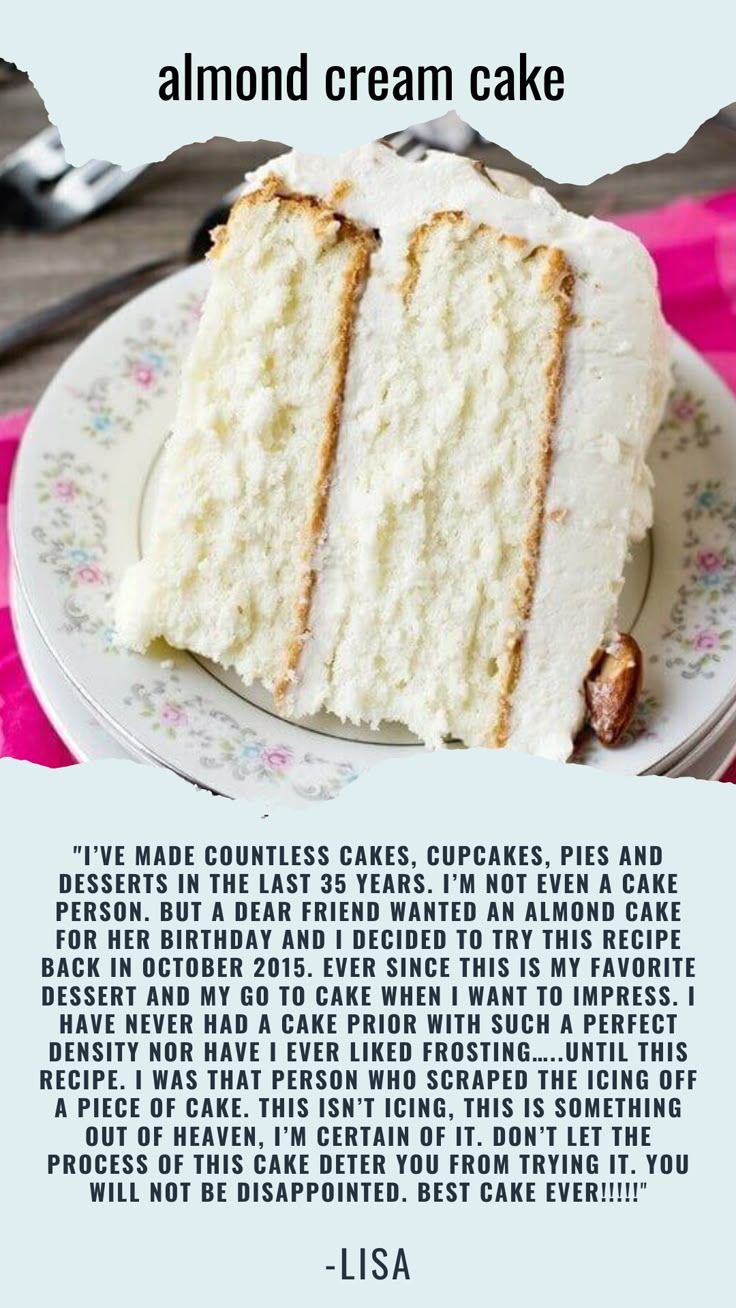 almond cream cake
"I'VE MADE COUNTLESS CAKES, CUPCAKES, PIES AND
DESSERTS IN THE LAST 35 YEARS. I'M NOT EVEN A CAKE
PERSON. BUT A DEAR FRIEND WANTED AN ALMOND CAKE
FOR HER BIRTHDAY AND I DECIDED TO TRY THIS RECIPE
BACK IN OCTOBER 2015. EVER SINCE THIS IS MY FAVORITE
DESSERT AND MY GO TO CAKE WHEN I WANT TO IMPRESS. I
HAVE NEVER HAD A CAKE PRIOR WITH SUCH A PERFECT
DENSITY NOR HAVE I EVER LIKED FROSTING.....UNTIL THIS
RECIPE. I WAS THAT PERSON WHO SCRAPED THE ICING OFF
A PIECE OF CAKE. THIS ISN'T ICING, THIS IS SOMETHING
OUT OF HEAVEN, I'M CERTAIN OF IT. DON'T LET THE
PROCESS OF THIS CAKE DETER YOU FROM TRYING IT. YOU
WILL NOT BE DISAPPOINTED. BEST CAKE EVER!!!!!"
-LISA